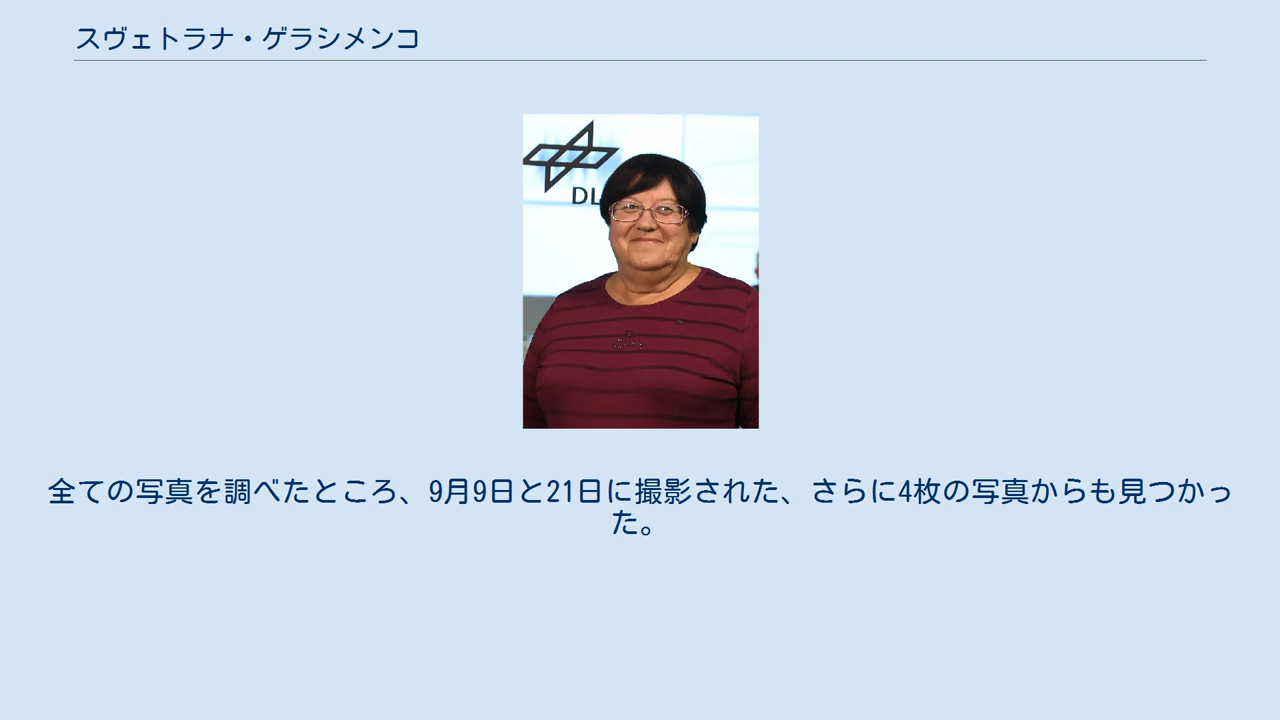 スヴェトラナ・ゲラシメンコ
DL
全ての写真を調べたところ、9月9日と21日に撮影された、さらに4枚の写真からも見つかっ
た。